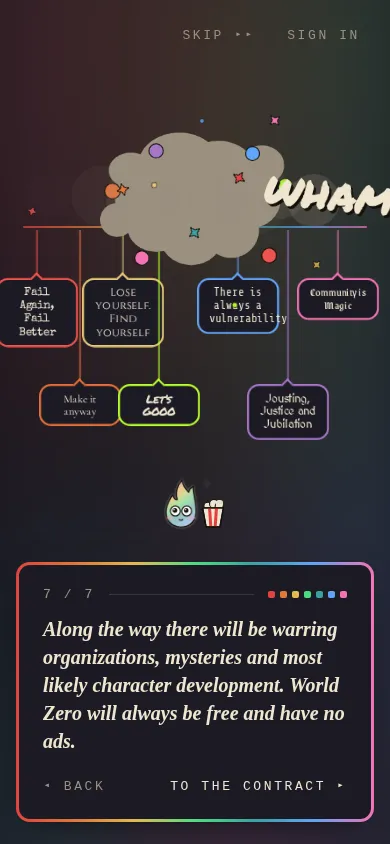 SKIP ►►
SIGN IN
WHAM
Fail
Again,
Fail
Better
LOSE
YOURSELF.
FIND
YOURSELF
There is
always a
vulnerability
Community is
Magic
Make it
anyway
LET'S
GOOO
Jousting,
Justice and
Jubilation
7 / 7
Along the way there will be warring
organizations, mysteries and most
likely character development. World
Zero will always be free and have no
ads.
◄ BACK
TO THE CONTRACT ►